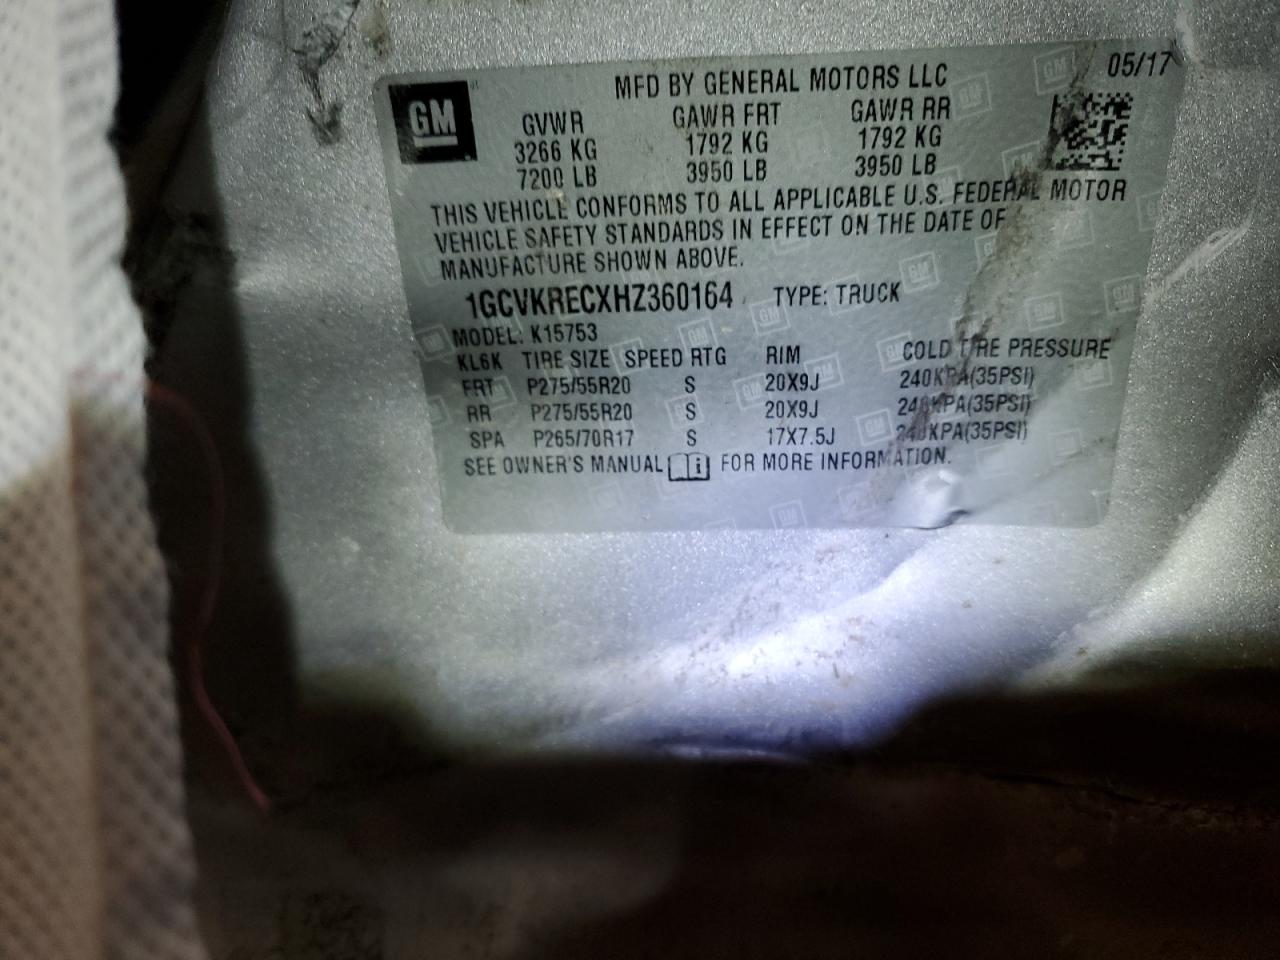 GM
MFD BY GENERAL MOTORS LLC 05/17
GVWR GAWR FRT GAWR RR
3266 KG 1792 KG 1792 KG
7200 LB 3950 LB 3950 LB
THIS VEHICLE CONFORMS TO ALL APPLICABLE U.S. FEDERAL MOTOR
VEHICLE SAFETY STANDARDS IN EFFECT ON THE DATE OF
MANUFACTURE SHOWN ABOVE.
1GCVKRECXHZ360164 TYPE: TRUCK
MODEL: K15753
KL6K TIRE SIZE SPEED RTG RIM COLD TIRE PRESSURE
FRT P275/55R20 S 20X9J 240KPA(35PSI)
RR P275/55R20 S 20X9J 240KPA(35PSI)
SPA P265/70R17 S 17X7.5J 240KPA(35PSI)
SEE OWNER'S MANUAL i FOR MORE INFORMATION.